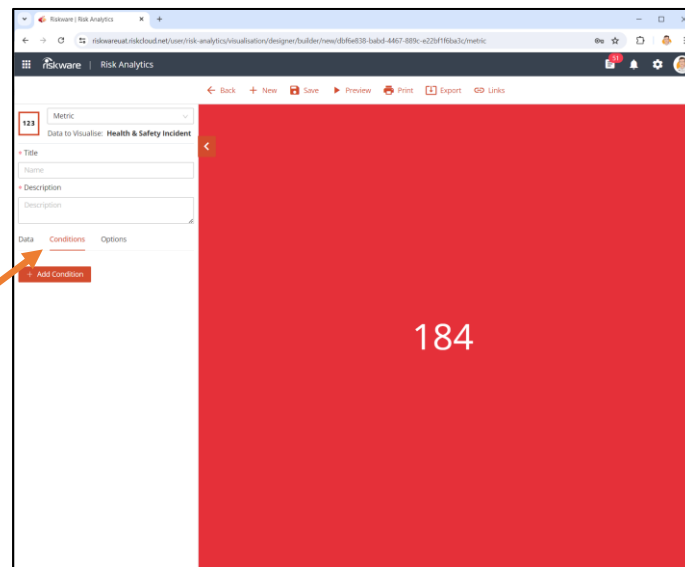 Riskware | Risk Analytics
riskwareuat.riskcloud.net/user/risk-analytics/visualisation/designer/builder/new/dbf6e838-babd-4467-889c-e22bf1f6ba3c/metric
riskware | Risk Analytics
31
Back New Save Preview Print Export Links
123
Metric
Data to Visualise: Health & Safety Incident
* Title
Name
* Description
Description
Data Conditions Options
+ Add Condition
184